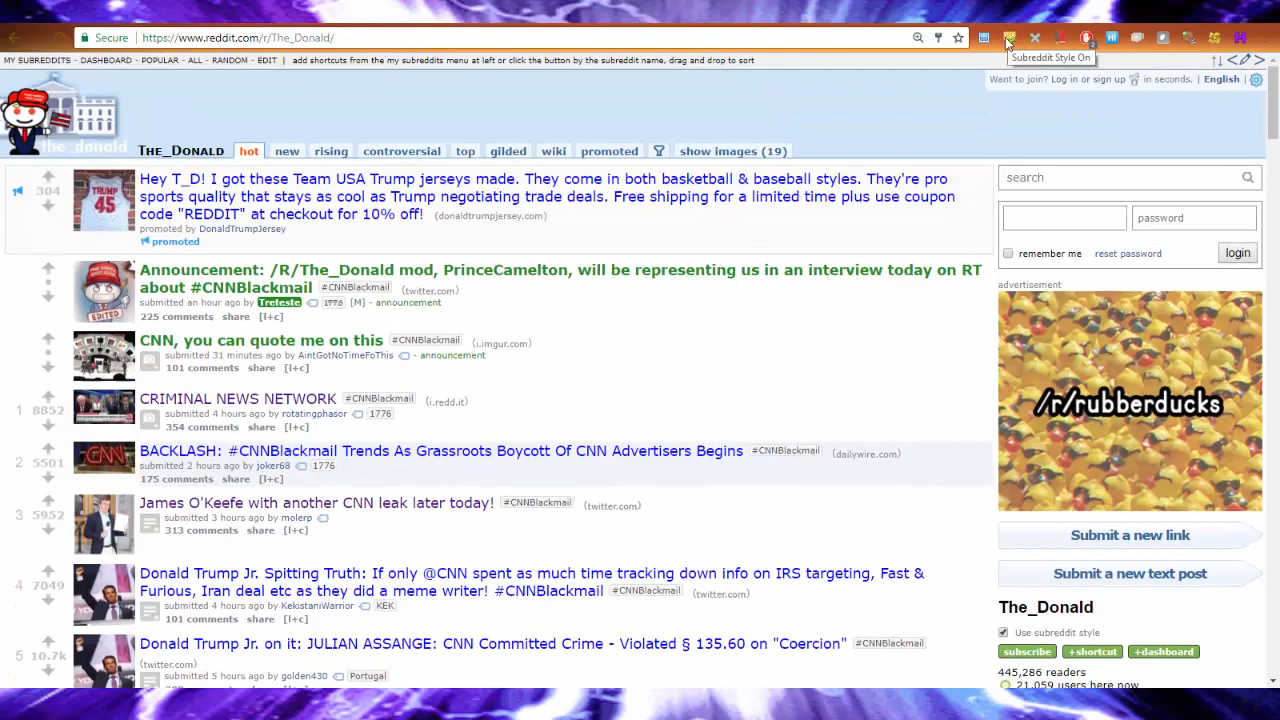 Secure https://www.reddit.com/r/The_Donald/
Subreddit Style On
MY SUBREDDITS - DASHBOARD - POPULAR - ALL - RANDOM - EDIT | add shortcuts from the my subreddits menu at left or click the button by the subreddit name, drag and drop to sort
Want to join? Log in or sign up in seconds. | English |
the_donald THE_DONALD hot new rising controversial top gilded wiki promoted show images (19)
304
TRUMP 45
Hey T_D! I got these Team USA Trump jerseys made. They come in both basketball & baseball styles. They're pro
sports quality that stays as cool as Trump negotiating trade deals. Free shipping for a limited time plus use coupon
code "REDDIT" at checkout for 10% off! (donaldtrumpjersey.com)
promoted by DonaldTrumpJersey
promoted
EDITED
Announcement: /R/The_Donald mod, PrinceCamelton, will be representing us in an interview today on RT
about #CNNBlackmail #CNNBlackmail (twitter.com)
submitted an hour ago by Treteste 1776 [M] - announcement
225 comments share [l+c]
CNN, you can quote me on this #CNNBlackmail (i.imgur.com)
submitted 31 minutes ago by AintGotNoTimeFoThis - announcement
101 comments share [l+c]
1 8852 CRIMINAL NEWS NETWORK #CNNBlackmail (i.redd.it)
submitted 4 hours ago by rotatingphasor 1776
354 comments share [l+c]
2 5501 CNN BACKLASH: #CNNBlackmail Trends As Grassroots Boycott Of CNN Advertisers Begins #CNNBlackmail (dailywire.com)
submitted 2 hours ago by joker68 1776
175 comments share [l+c]
3 5952 James O'Keefe with another CNN leak later today! #CNNBlackmail (twitter.com)
submitted 3 hours ago by molerp
313 comments share [l+c]
4 7049 Donald Trump Jr. Spitting Truth: If only @CNN spent as much time tracking down info on IRS targeting, Fast &
Furious, Iran deal etc as they did a meme writer! #CNNBlackmail #CNNBlackmail (twitter.com)
submitted 4 hours ago by KekistaniWarrior KEK
101 comments share [l+c]
5 10.7k Donald Trump Jr. on it: JULIAN ASSANGE: CNN Committed Crime - Violated § 135.60 on "Coercion" #CNNBlackmail
(twitter.com)
submitted 5 hours ago by golden430 Portugal
search
password
remember me reset password login
advertisement
/r/rubberducks
Submit a new link
Submit a new text post
The_Donald
Use subreddit style
subscribe +shortcut +dashboard
445,286 readers
21,059 users here now